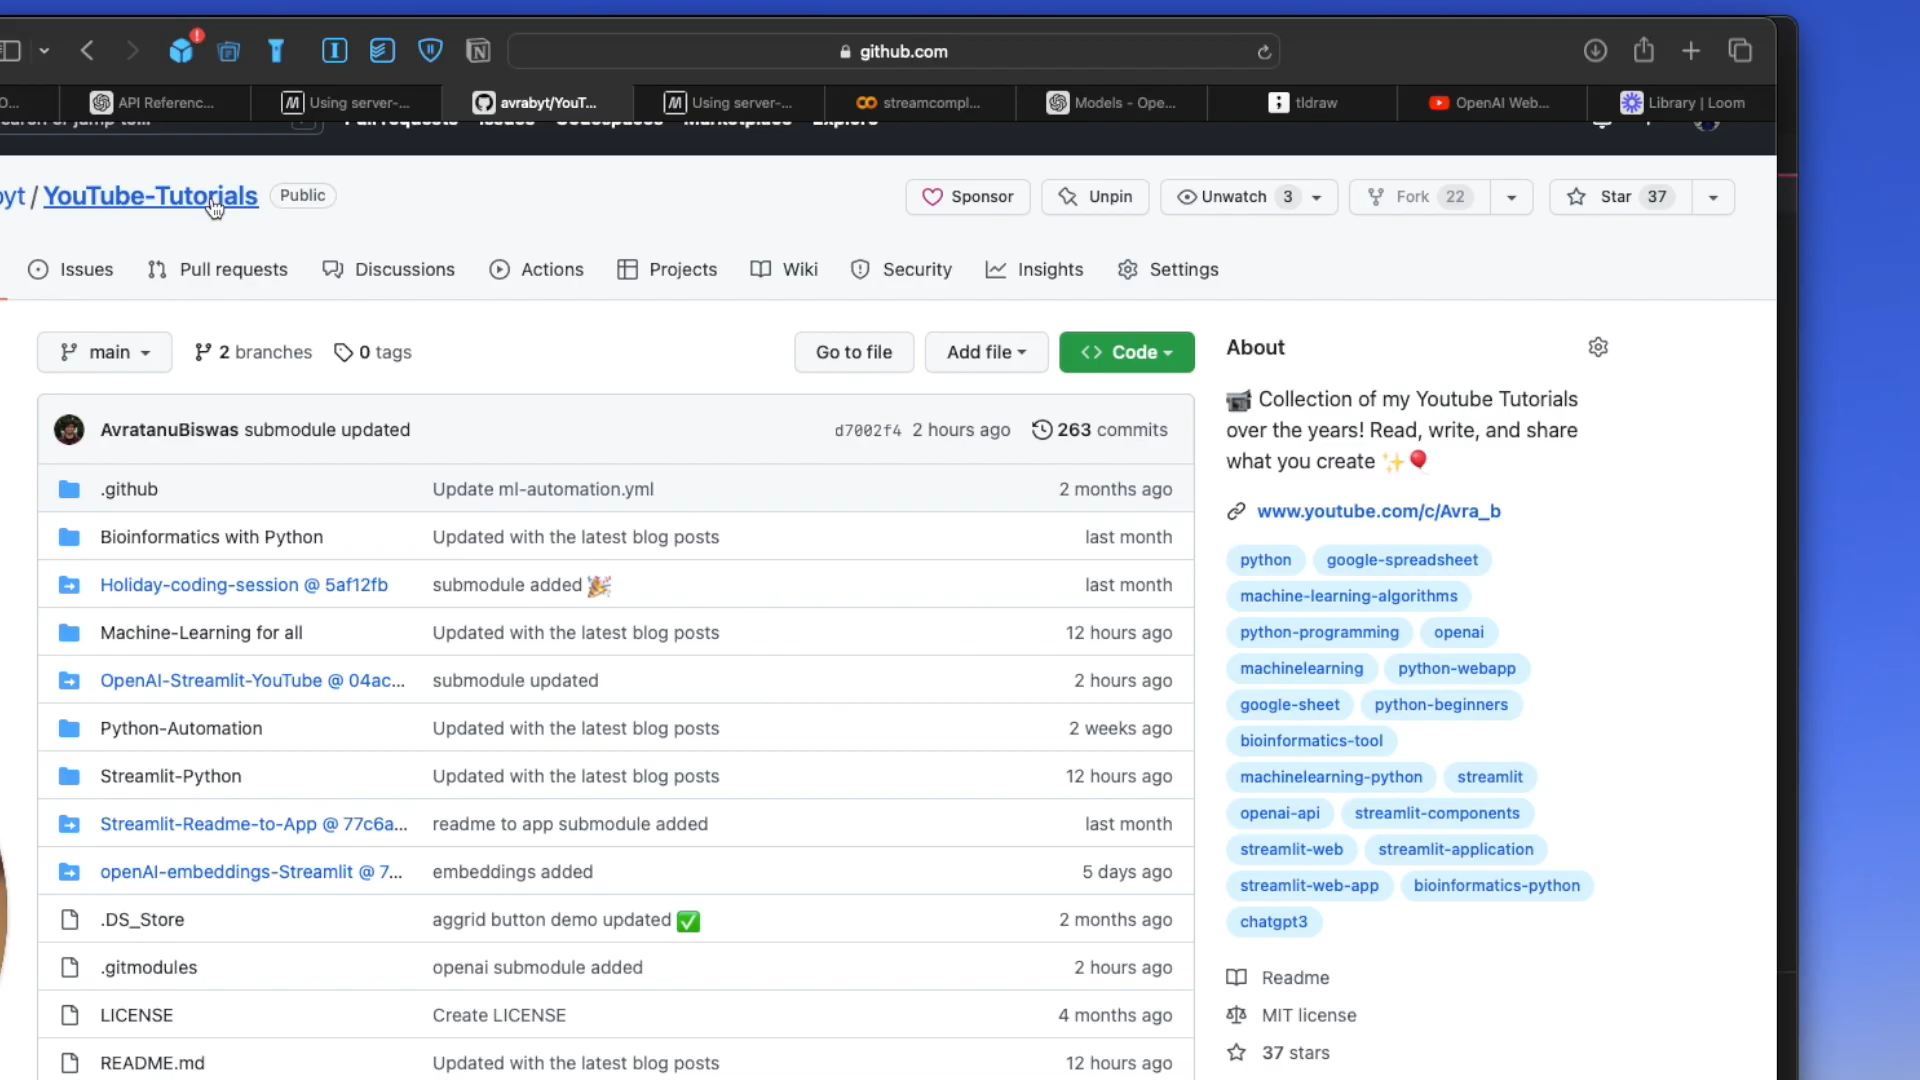 github.com
API Referenc...
Using server-...
avrabyt/YouT...
Using server-...
streamcompl...
Models - Ope...
tldraw
OpenAI Web...
Library | Loom
Pull requests Issues Codespaces Marketplace Explore
byt / YouTube-Tutorials Public
Sponsor
Unpin
Unwatch 3
Fork 22
Star 37
Issues
Pull requests
Discussions
Actions
Projects
Wiki
Security
Insights
Settings
main
2 branches
0 tags
Go to file
Add file
Code
AvratanuBiswas submodule updated d7002f4 2 hours ago 263 commits
.github Update ml-automation.yml 2 months ago
Bioinformatics with Python Updated with the latest blog posts last month
Holiday-coding-session @ 5af12fb submodule added last month
Machine-Learning for all Updated with the latest blog posts 12 hours ago
OpenAI-Streamlit-YouTube @ 04ac... submodule updated 2 hours ago
Python-Automation Updated with the latest blog posts 2 weeks ago
Streamlit-Python Updated with the latest blog posts 12 hours ago
Streamlit-Readme-to-App @ 77c6a... readme to app submodule added last month
openAI-embeddings-Streamlit @ 7... embeddings added 5 days ago
.DS_Store aggrid button demo updated 2 months ago
.gitmodules openai submodule added 2 hours ago
LICENSE Create LICENSE 4 months ago
README.md Updated with the latest blog posts 12 hours ago
About
Collection of my Youtube Tutorials
over the years! Read, write, and share
what you create
www.youtube.com/c/Avra_b
python google-spreadsheet
machine-learning-algorithms
python-programming openai
machinelearning python-webapp
google-sheet python-beginners
bioinformatics-tool
machinelearning-python streamlit
openai-api streamlit-components
streamlit-web streamlit-application
streamlit-web-app bioinformatics-python
chatgpt3
Readme
MIT license
37 stars